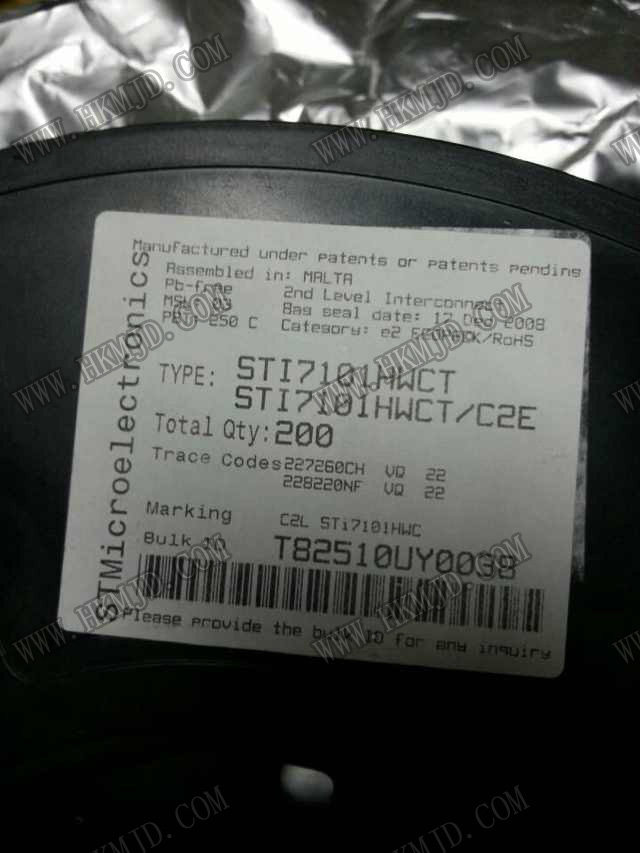 STMicroelectronics
Manufactured under patents or patents pending
Assembled in: MALTA
Pb-free 2nd Level Interconnect
MSL: 03 Bag seal date: 17 Dec 2008
PBT: 250 C Category: e2 ECOPACK/RoHS
TYPE: STI7101HWCT
STI7101HWCT/C2E
Total Qty: 200
Trace Codes 227260CH VQ 22
228220NF VQ 22
Marking C2L STi7101HWC
Bulk ID T82510UY0038
Please provide the bulk ID for any inquiry
WWW.HKMJD.COM
WWW.HKMJD.COM
WWW.HKMJD.COM
WWW.HKMJD.COM
WWW.HKMJD.COM
WWW.HKMJD.COM
WWW.HKMJD.COM
WWW.HKMJD.COM